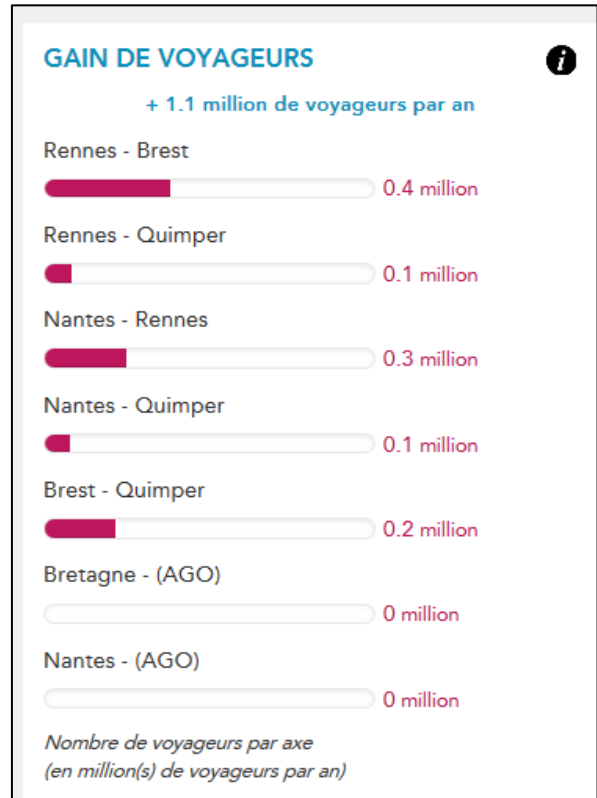 GAIN DE VOYAGEURS
+ 1.1 million de voyageurs par an
Rennes - Brest
0.4 million
Rennes - Quimper
0.1 million
Nantes - Rennes
0.3 million
Nantes - Quimper
0.1 million
Brest - Quimper
0.2 million
Bretagne - (AGO)
0 million
Nantes - (AGO)
0 million
Nombre de voyageurs par axe
(en million(s) de voyageurs par an)